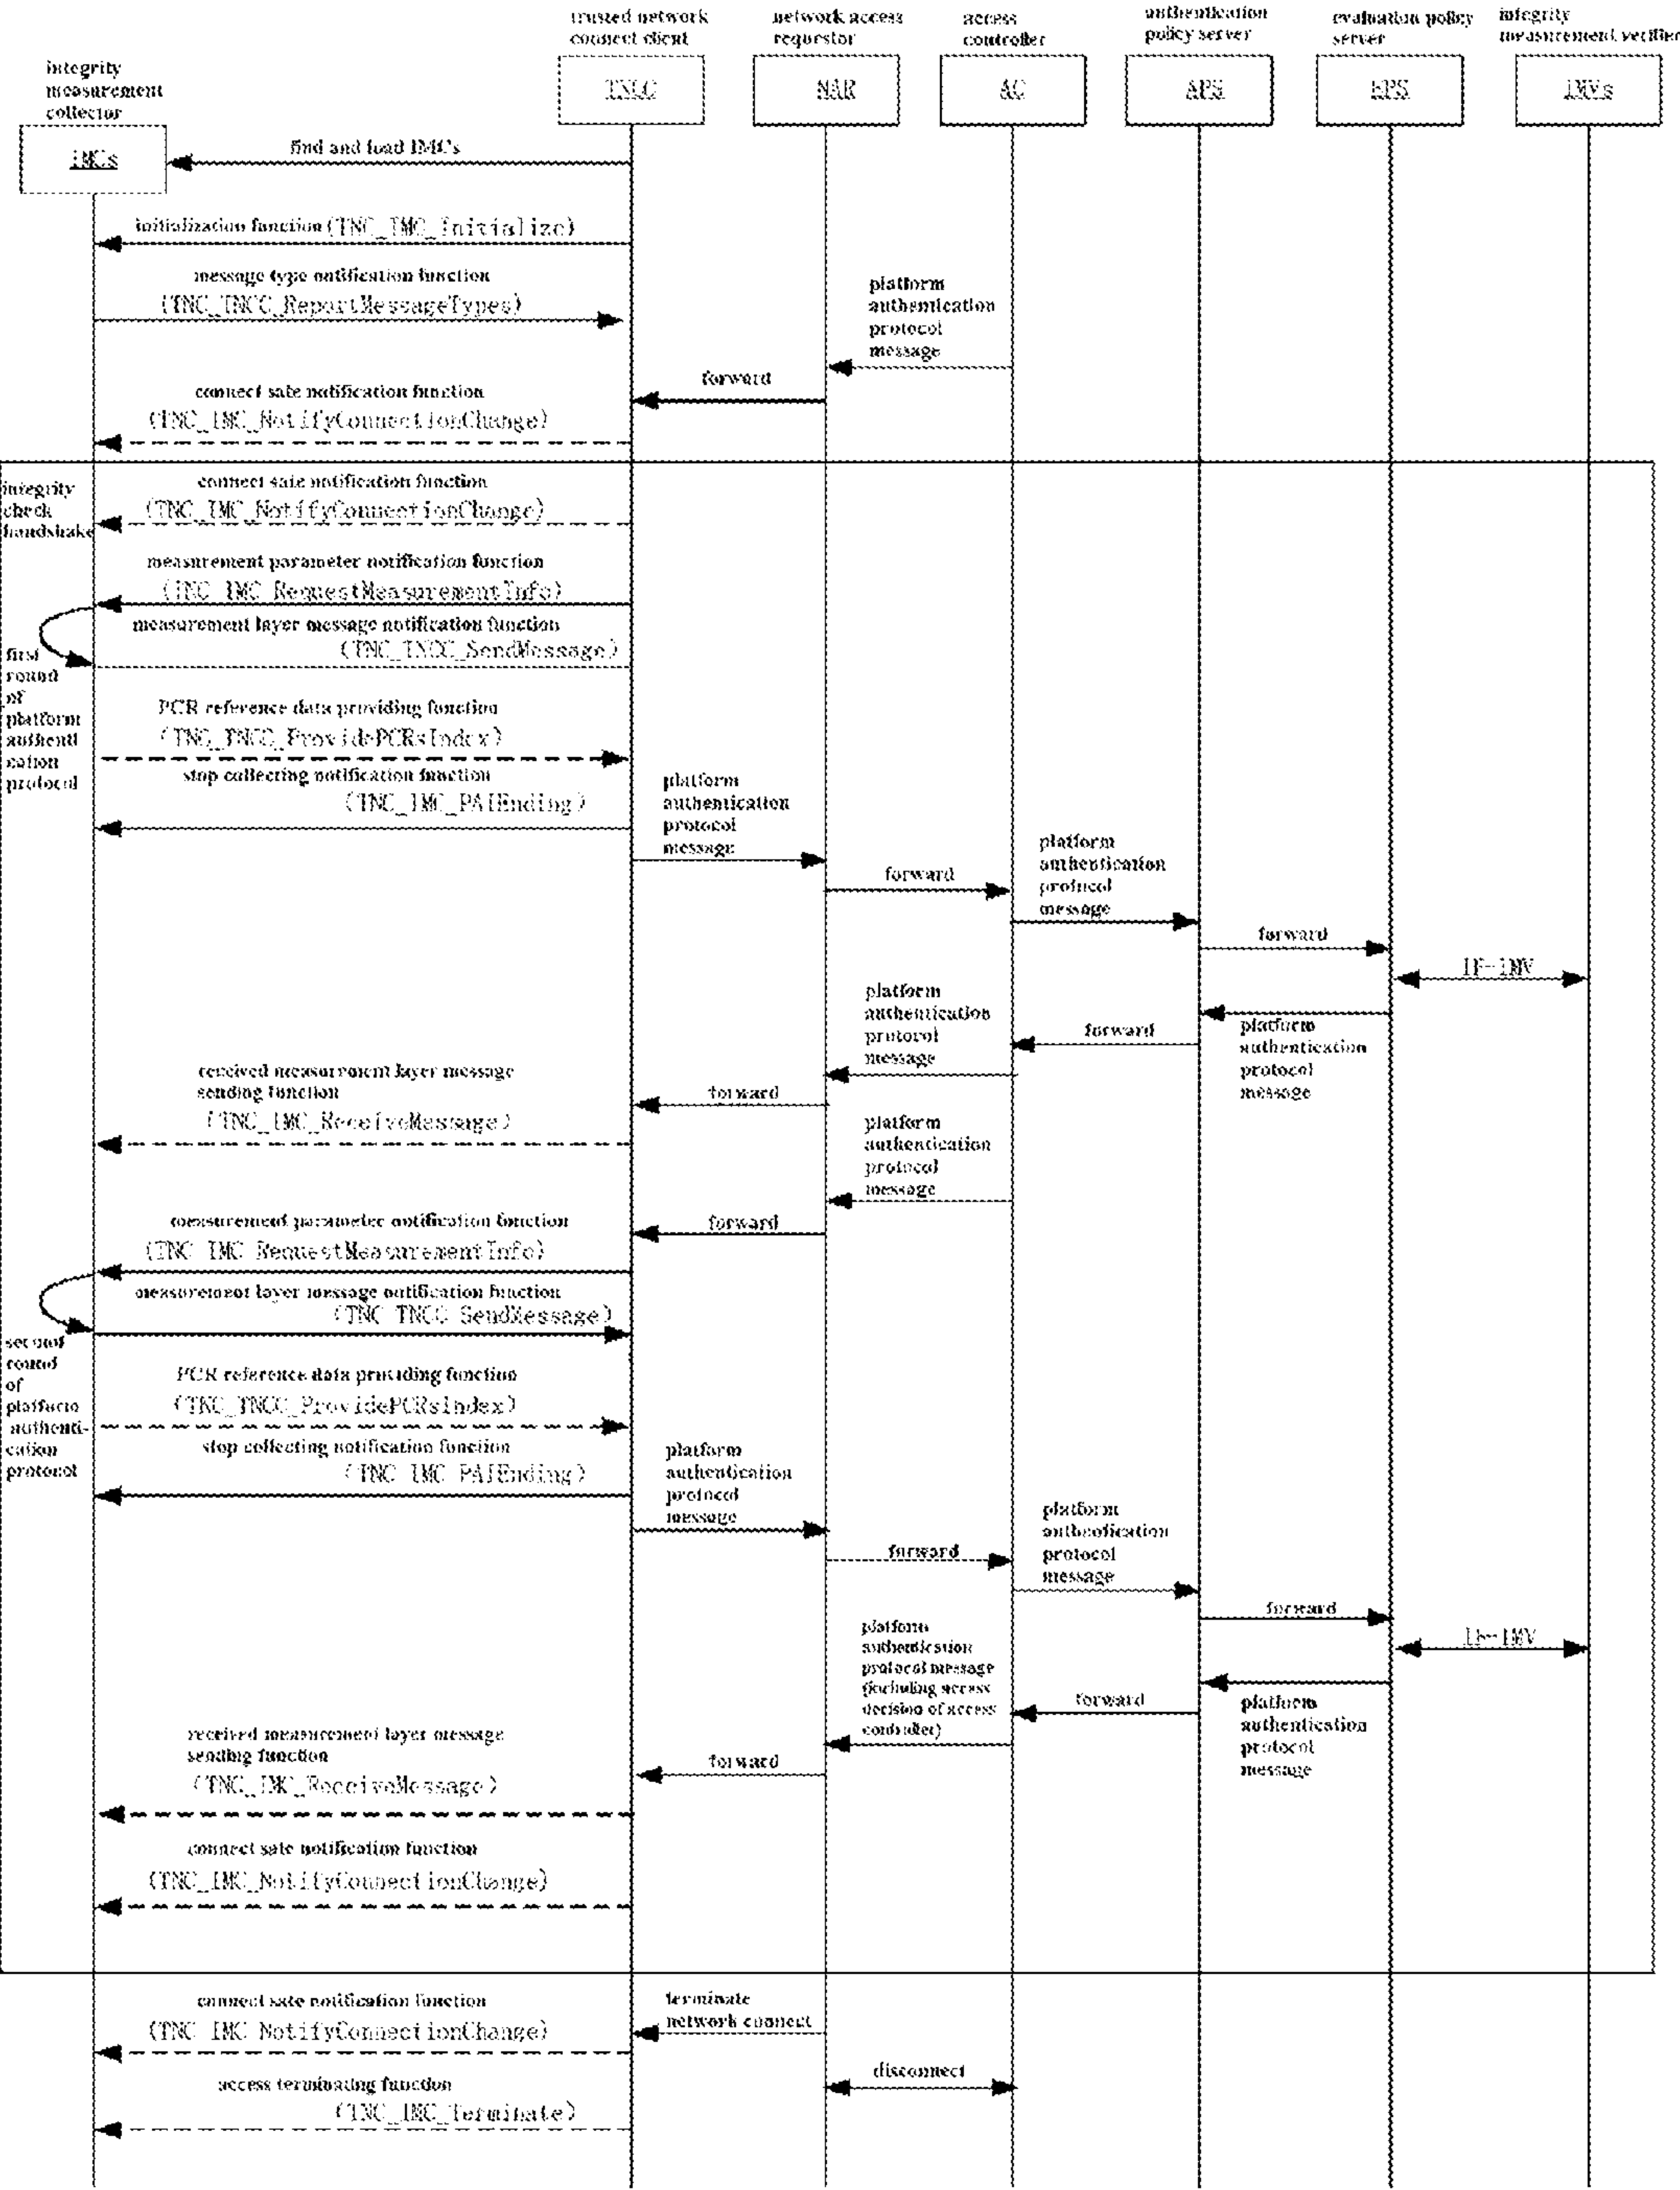 trusted network
connect client
network access
requestor
access
controller
authentication
policy server
evaluation policy
server
integrity
measurement verifier
integrity
measurement
collector
TNCC
NAR
AC
APS
EPS
IMVs
IMCs
find and load IMCs
initialization function (TNC_IMC_Initialize)
message type notification function
(TNC_TNCC_ReportMessageTypes)
platform
authentication
protocol
message
forward
connect sate notification function
(TNC_IMC_NotifyConnectionChange)
integrity
check
handshake
connect sate notification function
(TNC_IMC_NotifyConnectionChange)
measurement parameter notification function
(TNC_IMC_RequestMeasurementInfo)
measurement layer message notification function
(TNC_TNCC_SendMessage)
first
round
of
platform
authenti
cation
protocol
PCR reference data providing function
(TNC_TNCC_ProvidePCRsIndex)
stop collecting notification function
(TNC_IMC_PAIEnding)
platform
authentication
protocol
message
forward
platform
authentication
protocol
message
forward
IF-IMV
platform
authentication
protocol
message
forward
platform
authentication
protocol
message
received measurement layer message
sending function
(TNC_IMC_ReceiveMessage)
forward
platform
authentication
protocol
message
forward
measurement parameter notification function
(TNC_IMC_RequestMeasurementInfo)
measurement layer message notification function
(TNC_TNCC_SendMessage)
second
round
of
platform
authenti-
cation
protocol
PCR reference data providing function
(TNC_TNCC_ProvidePCRsIndex)
stop collecting notification function
(TNC_IMC_PAIEnding)
platform
authentication
protocol
message
forward
platform
authentication
protocol
message
forward
IF-IMV
platform
authentication
protocol message
(including access
decision of access
controller)
forward
platform
authentication
protocol
message
received measurement layer message
sending function
(TNC_IMC_ReceiveMessage)
forward
connect sate notification function
(TNC_IMC_NotifyConnectionChange)
connect sate notification function
(TNC_IMC_NotifyConnectionChange)
terminate
network connect
disconnect
access terminating function
(TNC_IMC_Terminate)